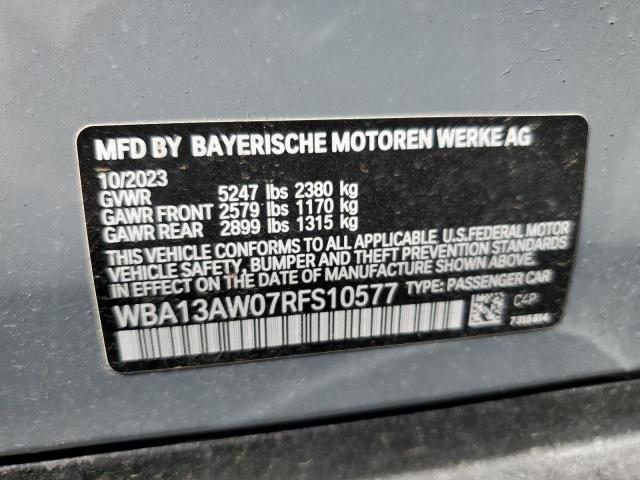 MFD BY BAYERISCHE MOTOREN WERKE AG
10/2023
GVWR 5247 lbs 2380 kg
GAWR FRONT 2579 lbs 1170 kg
GAWR REAR 2899 lbs 1315 kg
THIS VEHICLE CONFORMS TO ALL APPLICABLE U.S.FEDERAL MOTOR
VEHICLE SAFETY, BUMPER AND THEFT PREVENTION STANDARDS
IN EFFECT ON THE DATE OF MANUFACTURE SHOWN ABOVE.
WBA13AW07RFS10577 TYPE: PASSENGER CAR
C4P
7315814